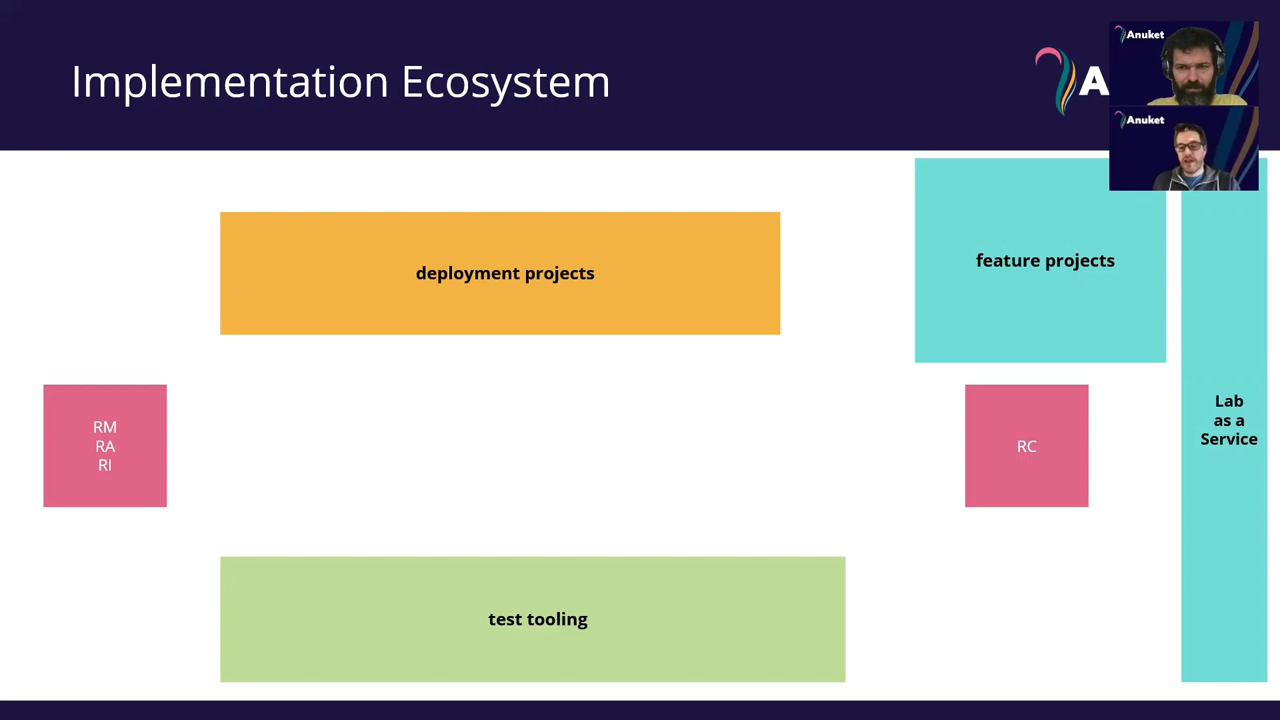 Implementation Ecosystem
A
Anuket
Anuket
deployment projects
feature projects
RM
RA
RI
RC
Lab
as a
Service
test tooling